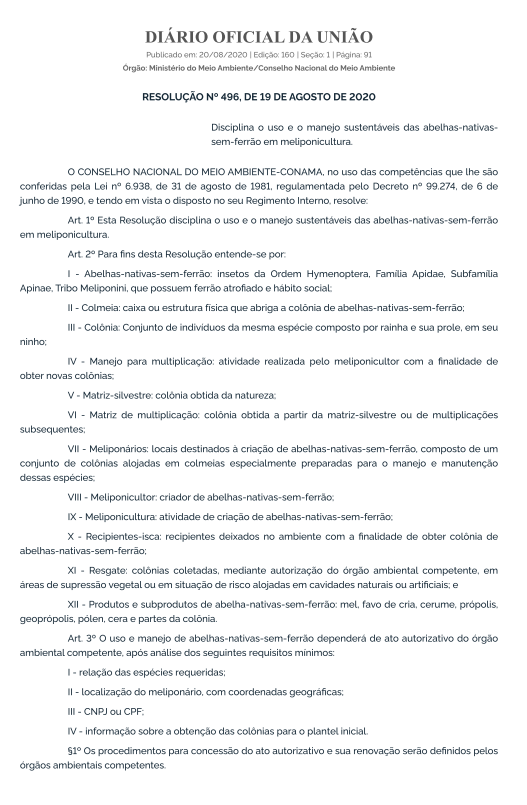 DIÁRIO OFICIAL DA UNIÃO
Publicado em: 20/08/2020 | Edição: 160 | Seção: 1 | Página: 91
Órgão: Ministério do Meio Ambiente/Conselho Nacional do Meio Ambiente
RESOLUÇÃO Nº 496, DE 19 DE AGOSTO DE 2020
Disciplina o uso e o manejo sustentáveis das abelhas-nativas-
sem-ferrão em meliponicultura.
O CONSELHO NACIONAL DO MEIO AMBIENTE-CONAMA, no uso das competências que lhe são
conferidas pela Lei nº 6.938, de 31 de agosto de 1981, regulamentada pelo Decreto nº 99.274, de 6 de
junho de 1990, e tendo em vista o disposto no seu Regimento Interno, resolve:
Art. 1º Esta Resolução disciplina o uso e o manejo sustentáveis das abelhas-nativas-sem-ferrão
em meliponicultura.
Art. 2º Para fins desta Resolução entende-se por:
I - Abelhas-nativas-sem-ferrão: insetos da Ordem Hymenoptera, Família Apidae, Subfamília
Apinae, Tribo Meliponini, que possuem ferrão atrofiado e hábito social;
II - Colmeia: caixa ou estrutura física que abriga a colônia de abelhas-nativas-sem-ferrão;
III - Colônia: Conjunto de indivíduos da mesma espécie composto por rainha e sua prole, em seu
ninho;
IV - Manejo para multiplicação: atividade realizada pelo meliponicultor com a finalidade de
obter novas colônias;
V - Matriz-silvestre: colônia obtida da natureza;
VI - Matriz de multiplicação: colônia obtida a partir da matriz-silvestre ou de multiplicações
subsequentes;
VII - Meliponários: locais destinados à criação de abelhas-nativas-sem-ferrão, composto de um
conjunto de colônias alojadas em colmeias especialmente preparadas para o manejo e manutenção
dessas espécies;
VIII - Meliponicultor: criador de abelhas-nativas-sem-ferrão;
IX - Meliponicultura: atividade de criação de abelhas-nativas-sem-ferrão;
X - Recipientes-isca: recipientes deixados no ambiente com a finalidade de obter colônia de
abelhas-nativas-sem-ferrão;
XI - Resgate: colônias coletadas, mediante autorização do órgão ambiental competente, em
áreas de supressão vegetal ou em situação de risco alojadas em cavidades naturais ou artificiais; e
XII - Produtos e subprodutos de abelha-nativas-sem-ferrão: mel, favo de cria, cerume, própolis,
geoprópolis, pólen, cera e partes da colônia.
Art. 3º O uso e manejo de abelhas-nativas-sem-ferrão dependerá de ato autorizativo do órgão
ambiental competente, após análise dos seguintes requisitos mínimos:
I - relação das espécies requeridas;
II - localização do meliponário, com coordenadas geográficas;
III - CNPJ ou CPF;
IV - informação sobre a obtenção das colônias para o plantel inicial.
§1º Os procedimentos para concessão do ato autorizativo e sua renovação serão definidos pelos
órgãos ambientais competentes.